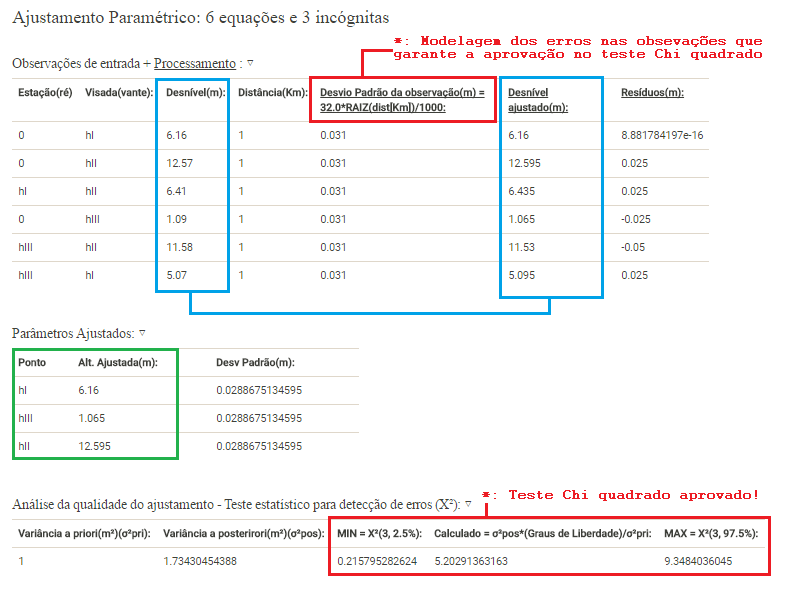 Ajustamento Paramétrico: 6 equações e 3 incógnitas
*: Modelagem dos erros nas obsevações que
garante a aprovação no teste Chi quadrado
Observações de entrada + Processamento : ▽
Estação(ré) Visada(vante): Desnível(m): Distância(Km): Desvio Padrão da observação(m) = Desnível Resíduos(m):
32.0*RAIZ(dist[Km])/1000: ajustado(m):
0 hI 6.16 1 0.031 6.16 8.881784197e-16
0 hII 12.57 1 0.031 12.595 0.025
hI hII 6.41 1 0.031 6.435 0.025
0 hIII 1.09 1 0.031 1.065 -0.025
hIII hII 11.58 1 0.031 11.53 -0.05
hIII hI 5.07 1 0.031 5.095 0.025
Parâmetros Ajustados: ▽
Ponto Alt. Ajustada(m): Desv Padrão(m):
hI 6.16 0.0288675134595
hIII 1.065 0.0288675134595
hII 12.595 0.0288675134595
*: Teste Chi quadrado aprovado!
Análise da qualidade do ajustamento - Teste estatístico para detecção de erros (X²): ▽
Variância a priori(m²)(σ²pri): Variância a posterirori(m²)(σ²pos): MIN = X²(3, 2.5%): Calculado = σ²pos*(Graus de Liberdade)/σ²pri: MAX = X²(3, 97.5%):
1 1.73430454388 0.215795282624 5.20291363163 9.3484036045